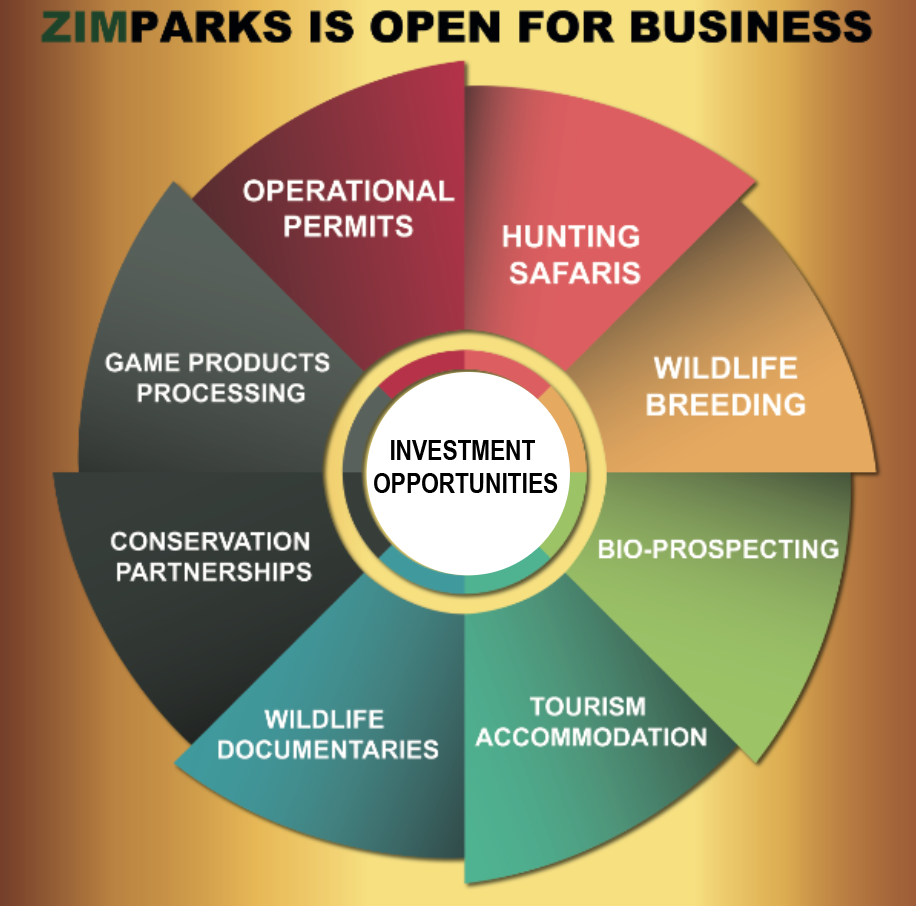 ZIMPARKS IS OPEN FOR BUSINESS
OPERATIONAL
PERMITS
HUNTING
SAFARIS
WILDLIFE
BREEDING
BIO-PROSPECTING
TOURISM
ACCOMMODATION
WILDLIFE
DOCUMENTARIES
CONSERVATION
PARTNERSHIPS
GAME PRODUCTS
PROCESSING
INVESTMENT
OPPORTUNITIES